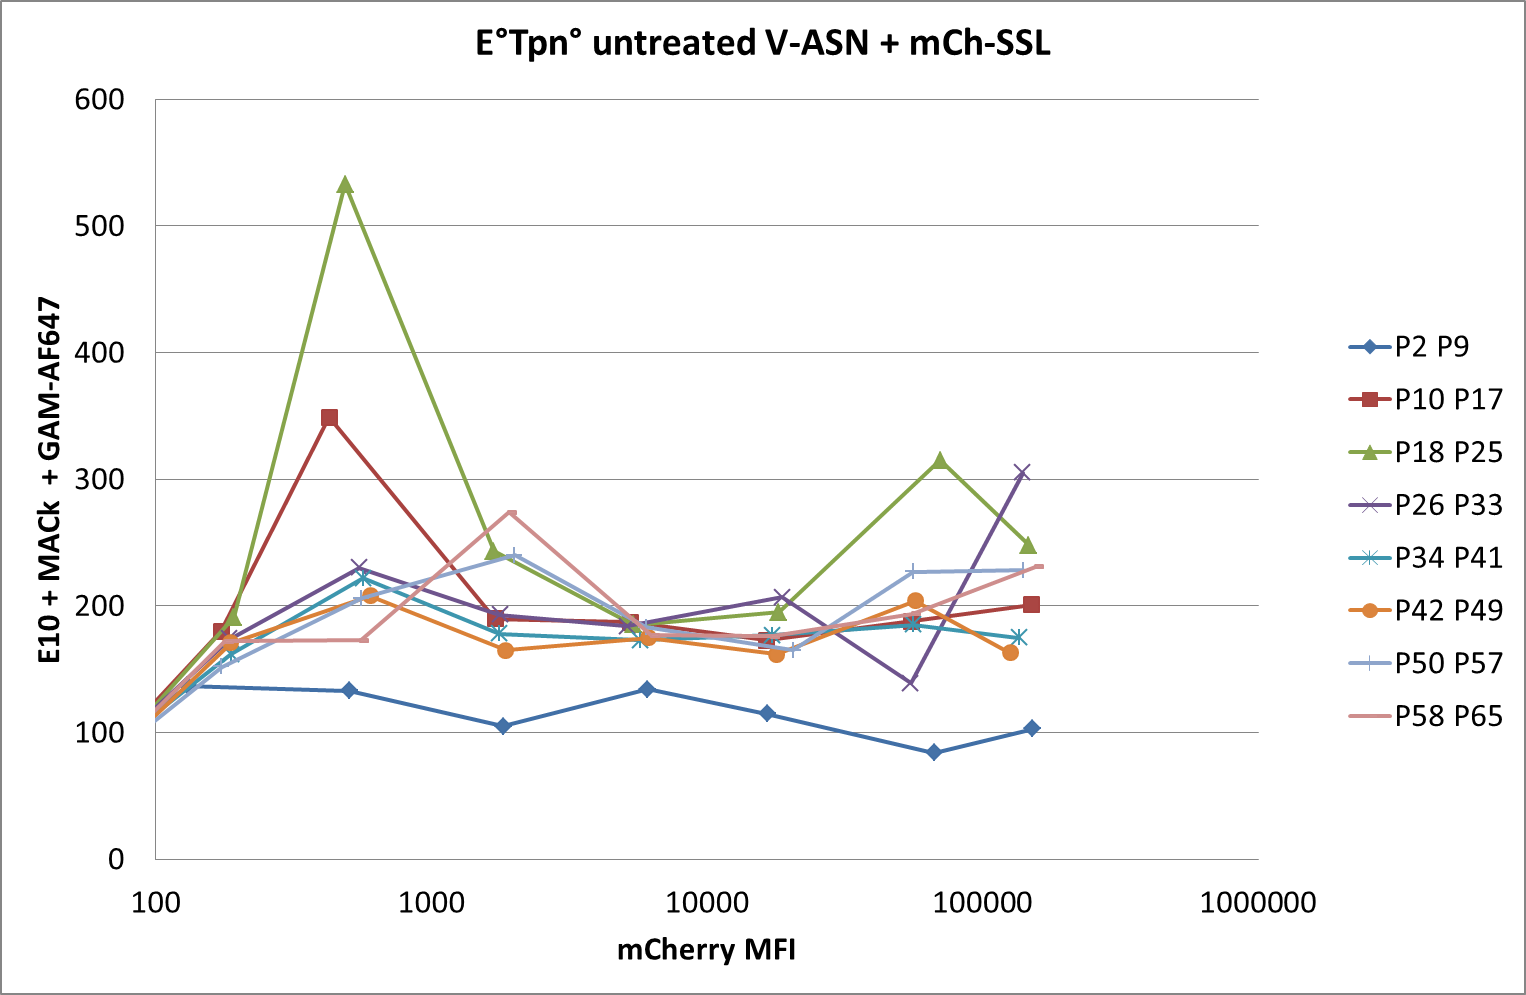 E°Tpn° untreated V-ASN + mCh-SSL
600
500
400
300
200
100
0
E10 + MACk + GAM-AF647
100 1000 10000 100000 1000000
mCherry MFI
P2 P9
P10 P17
P18 P25
P26 P33
P34 P41
P42 P49
P50 P57
P58 P65